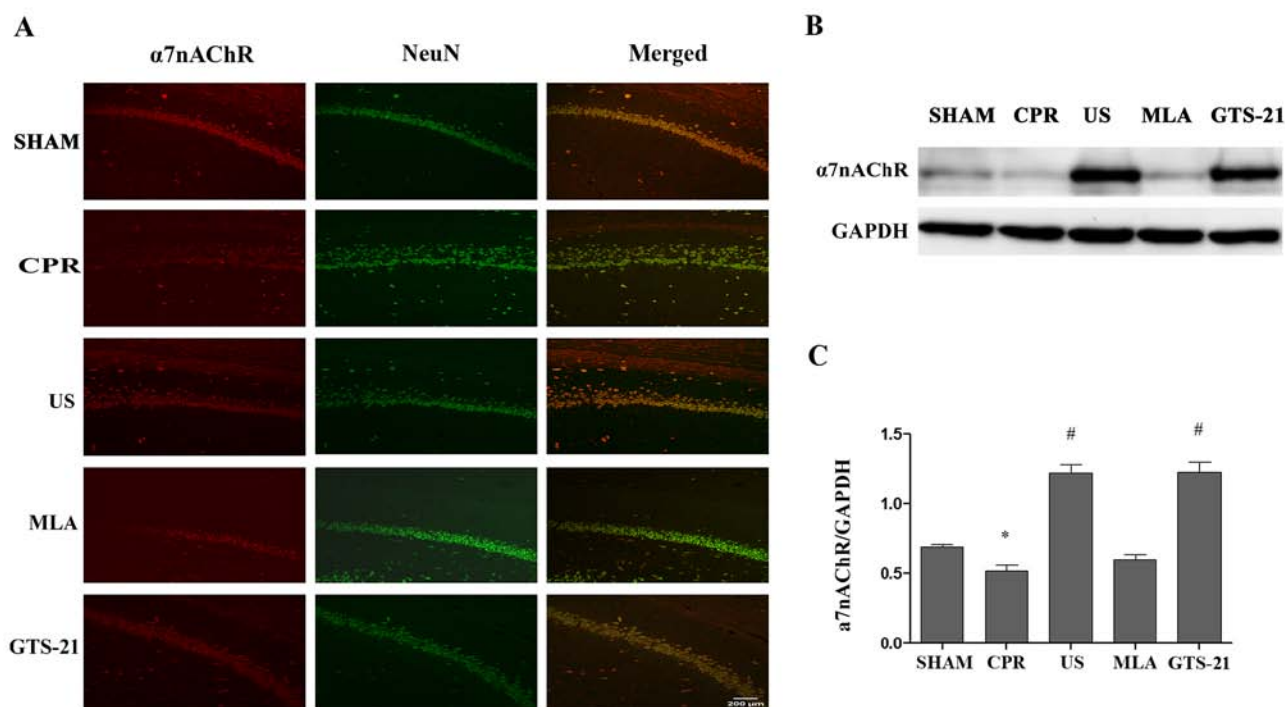 A
α7nAChR NeuN Merged
SHAM
CPR
US
MLA
GTS-21
200 μm
B
SHAM CPR US MLA GTS-21
α7nAChR
GAPDH
C
a7nAChR/GAPDH
1.5
1.0
0.5
0.0
*
#
#
SHAM CPR US MLA GTS-21